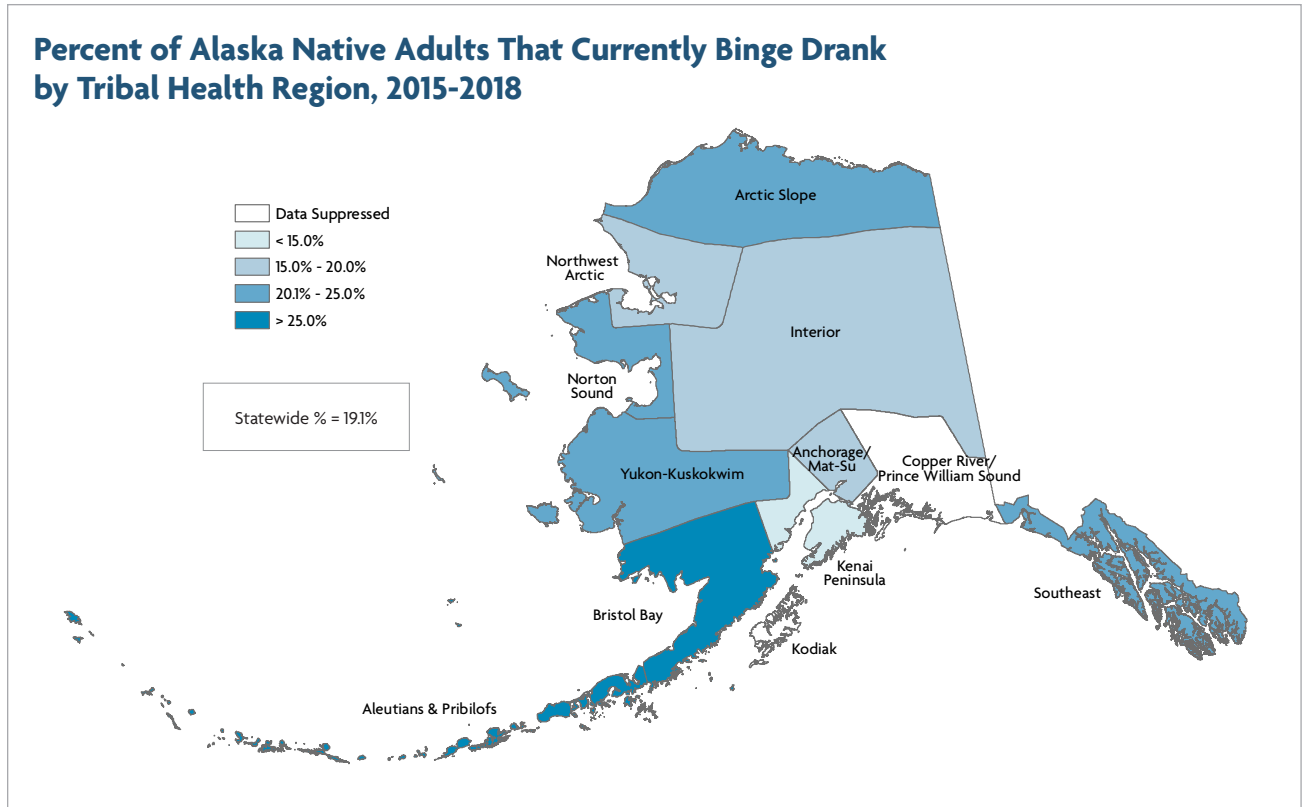 Percent of Alaska Native Adults That Currently Binge Drank
by Tribal Health Region, 2015-2018
Data Suppressed
< 15.0%
15.0% - 20.0%
20.1% - 25.0%
> 25.0%
Statewide % = 19.1%
Arctic Slope
Northwest
Arctic
Interior
Norton
Sound
Yukon-Kuskokwim
Anchorage/
Mat-Su
Copper River/
Prince William Sound
Kenai
Peninsula
Southeast
Bristol Bay
Kodiak
Aleutians & Pribilofs